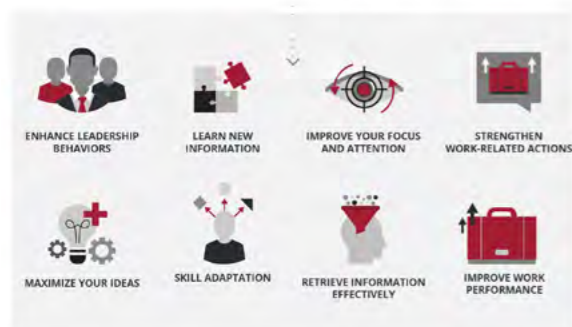 ENHANCE LEADERSHIP
BEHAVIORS
LEARN NEW
INFORMATION
IMPROVE YOUR FOCUS
AND ATTENTION
STRENGTHEN
WORK-RELATED ACTIONS
MAXIMIZE YOUR IDEAS
SKILL ADAPTATION
RETRIEVE INFORMATION
EFFECTIVELY
IMPROVE WORK
PERFORMANCE